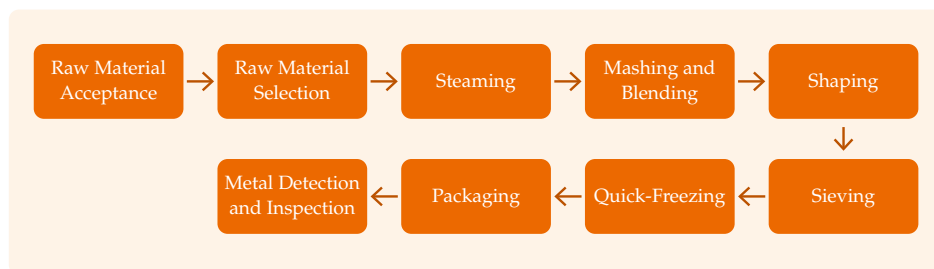 Raw Material
Acceptance
Raw Material
Selection
Steaming
Mashing and
Blending
Shaping
Sieving
Quick-Freezing
Packaging
Metal Detection
and Inspection